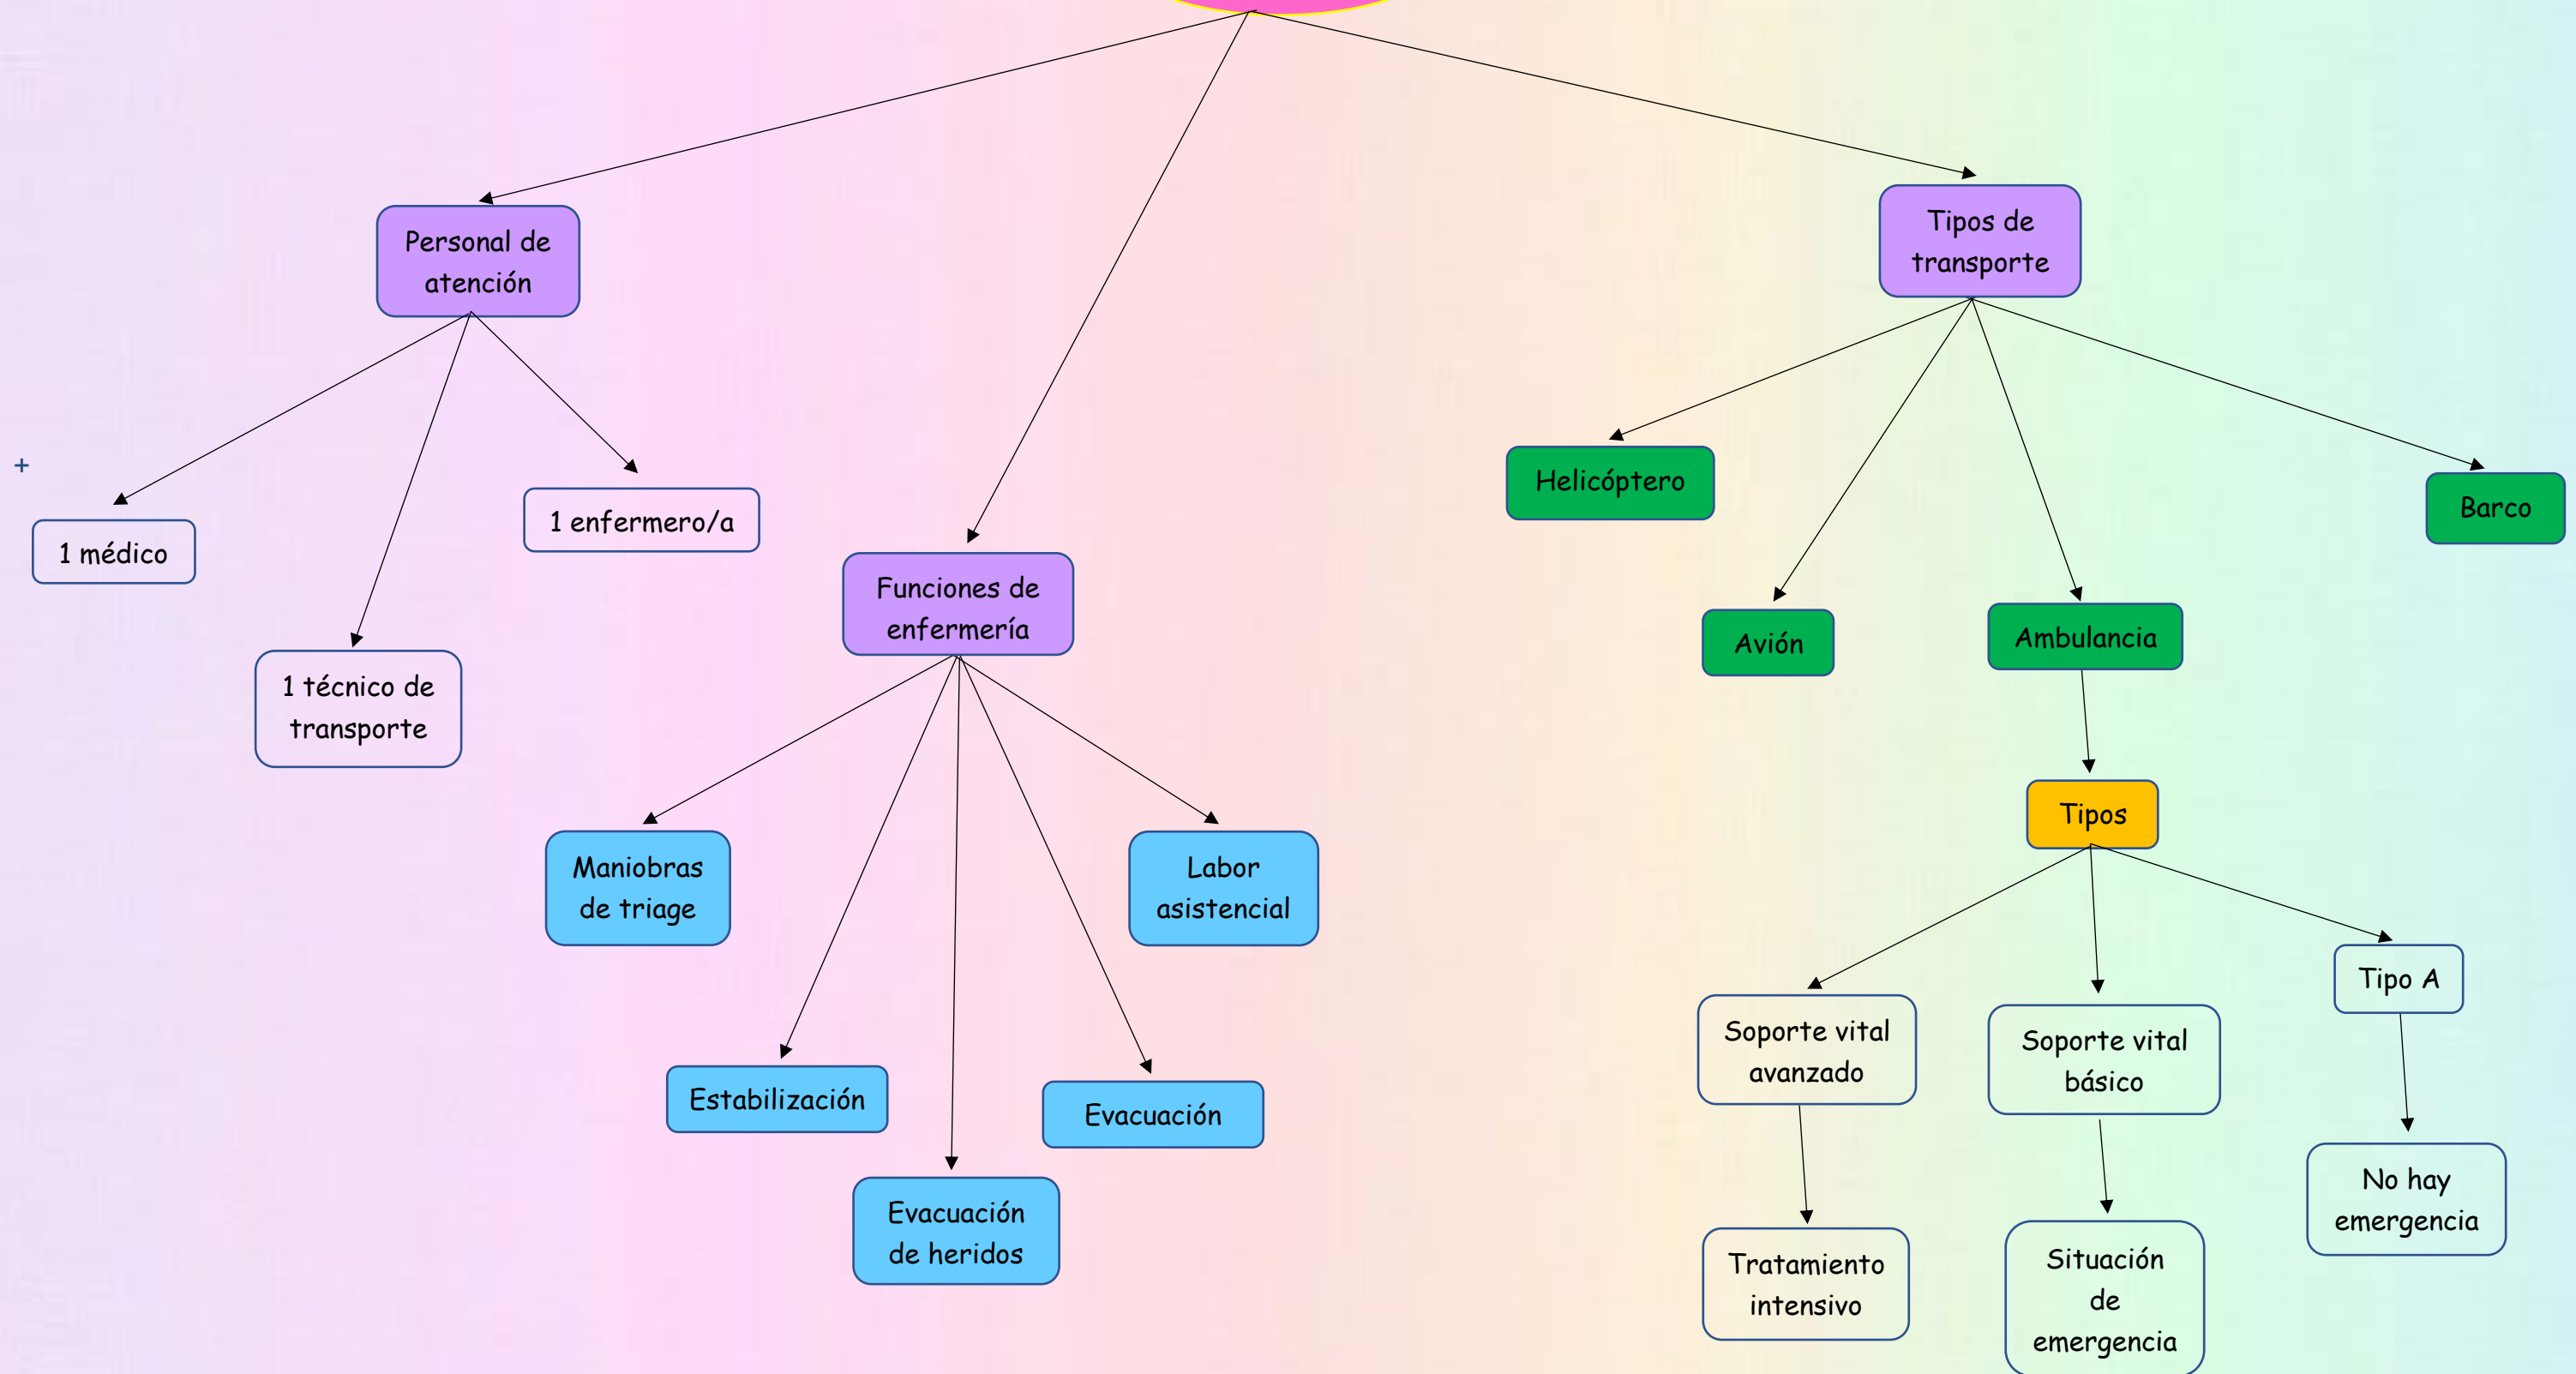 Personal de
atención
Tipos de
transporte
+
1 médico
1 enfermero/a
1 técnico de
transporte
Funciones de
enfermería
Helicóptero
Barco
Avión
Ambulancia
Tipos
Maniobras
de triage
Labor
asistencial
Estabilización
Evacuación
Evacuación
de heridos
Soporte vital
avanzado
Soporte vital
básico
Tipo A
Tratamiento
intensivo
Situación
de
emergencia
No hay
emergencia